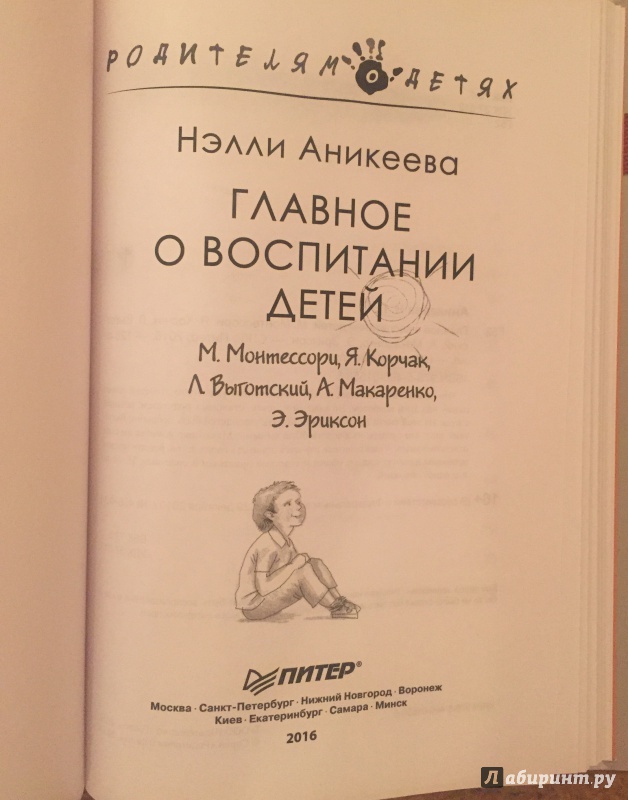 РОДИТЕЛЯМ О ДЕТЯХ
Нэлли Аникеева
ГЛАВНОЕ
О ВОСПИТАНИИ
ДЕТЕЙ
М. Монтессори, Я. Корчак,
Л. Выготский, А. Макаренко,
Э. Эриксон
ПИТЕР®
Москва · Санкт-Петербург · Нижний Новгород · Воронеж
Киев · Екатеринбург · Самара · Минск
2016
Лабиринт.ру